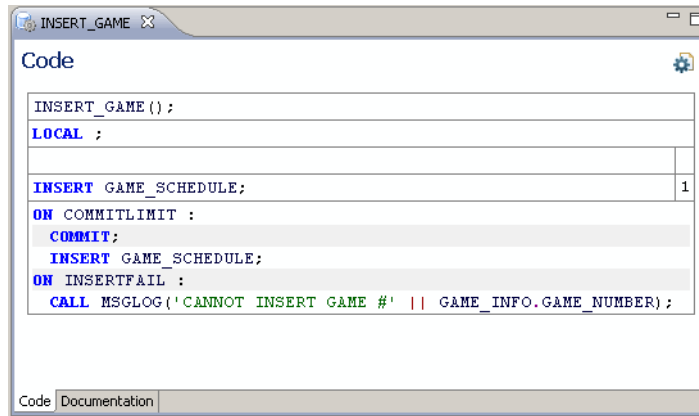 INSERT_GAME
Code
INSERT_GAME();
LOCAL ;
INSERT GAME_SCHEDULE; 1
ON COMMITLIMIT :
COMMIT;
INSERT GAME_SCHEDULE;
ON INSERTFAIL :
CALL MSGLOG('CANNOT INSERT GAME #' || GAME_INFO.GAME_NUMBER);
Code Documentation